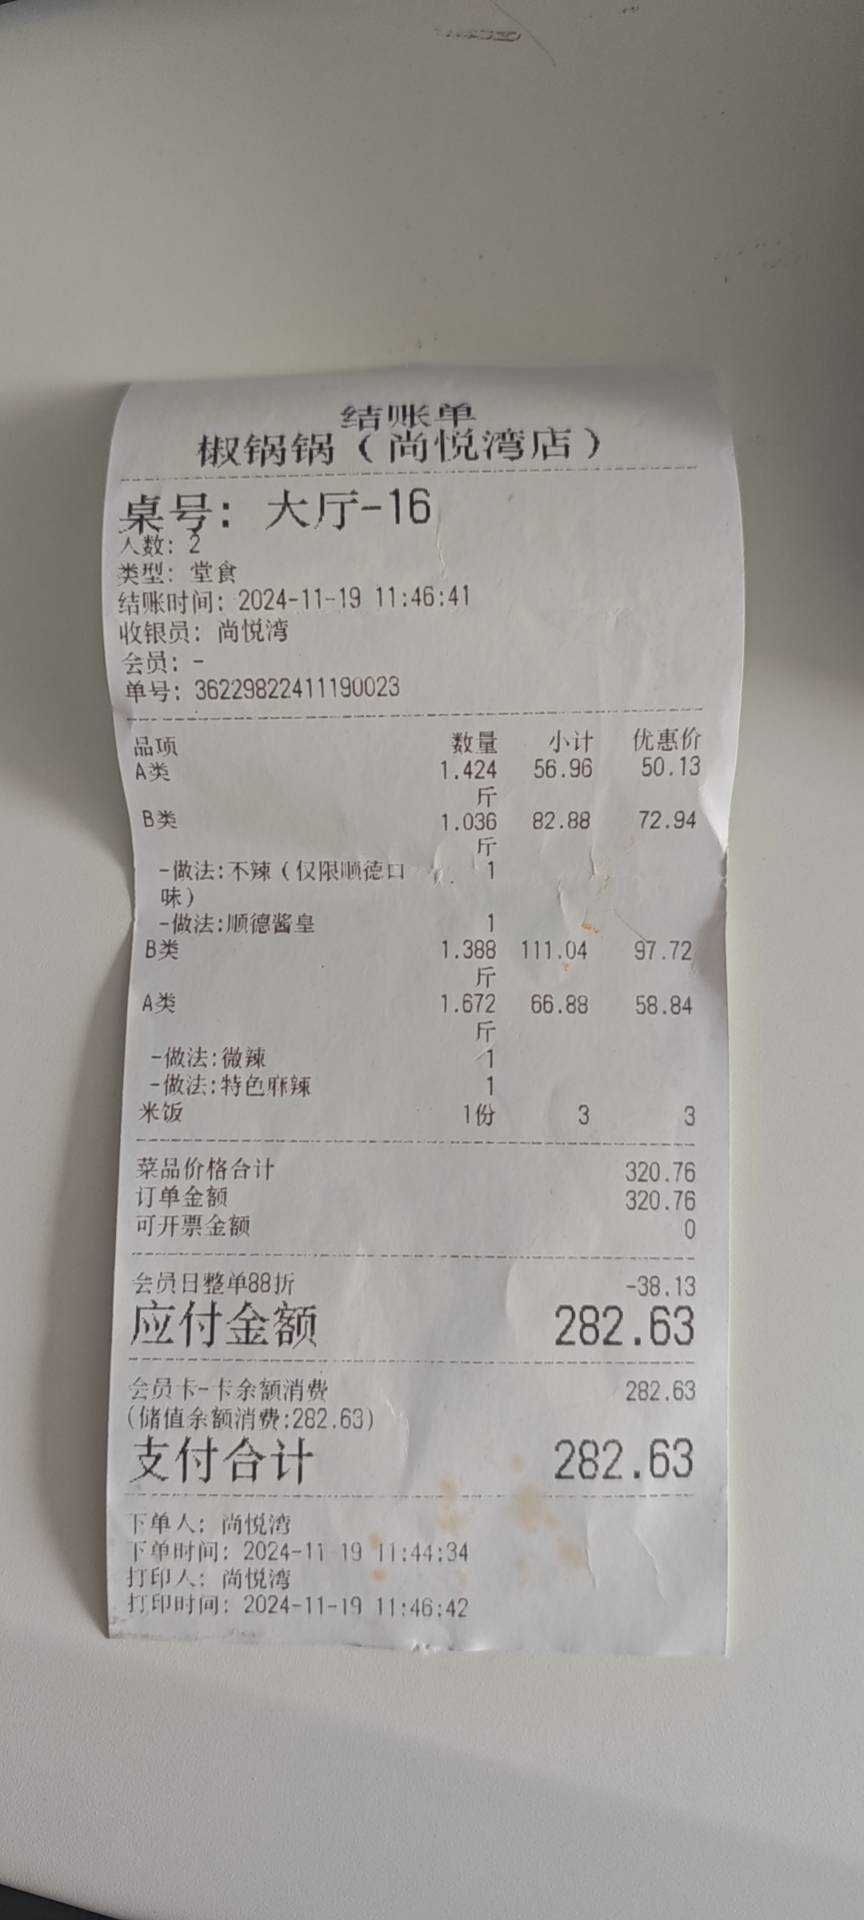 结账单
椒锅锅（尚悦湾店）
桌号: 大厅-16
人数: 2
类型: 堂食
结账时间: 2024-11-19 11:46:41
收银员: 尚悦湾
会员: -
单号: 36229822411190023
品项 数量 小计 优惠价
A类 1.424 56.96 50.13
斤
B类 1.036 82.88 72.94
斤
-做法:不辣（仅限顺德口 1
味）
-做法:顺德酱皇 1
B类 1.388 111.04 97.72
斤
A类 1.672 66.88 58.84
斤
-做法:微辣 1
-做法:特色麻辣 1
米饭 1份 3 3
菜品价格合计 320.76
订单金额 320.76
可开票金额 0
会员日整单88折 -38.13
应付金额 282.63
会员卡-卡余额消费 282.63
(储值余额消费:282.63)
支付合计 282.63
下单人: 尚悦湾
下单时间: 2024-11-19 11:44:34
打印人: 尚悦湾
打印时间: 2024-11-19 11:46:42